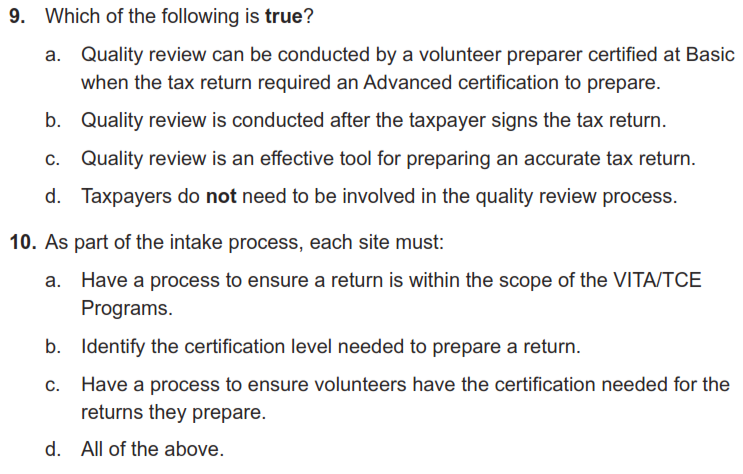 9. Which of the following is true?
a. Quality review can be conducted by a volunteer preparer certified at Basic
when the tax return required an Advanced certification to prepare.
b. Quality review is conducted after the taxpayer signs the tax return.
c. Quality review is an effective tool for preparing an accurate tax return.
d. Taxpayers do not need to be involved in the quality review process.
10. As part of the intake process, each site must:
a. Have a process to ensure a return is within the scope of the VITA/TCE
Programs.
b. Identify the certification level needed to prepare a return.
c. Have a process to ensure volunteers have the certification needed for the
returns they prepare.
d. All of the above.